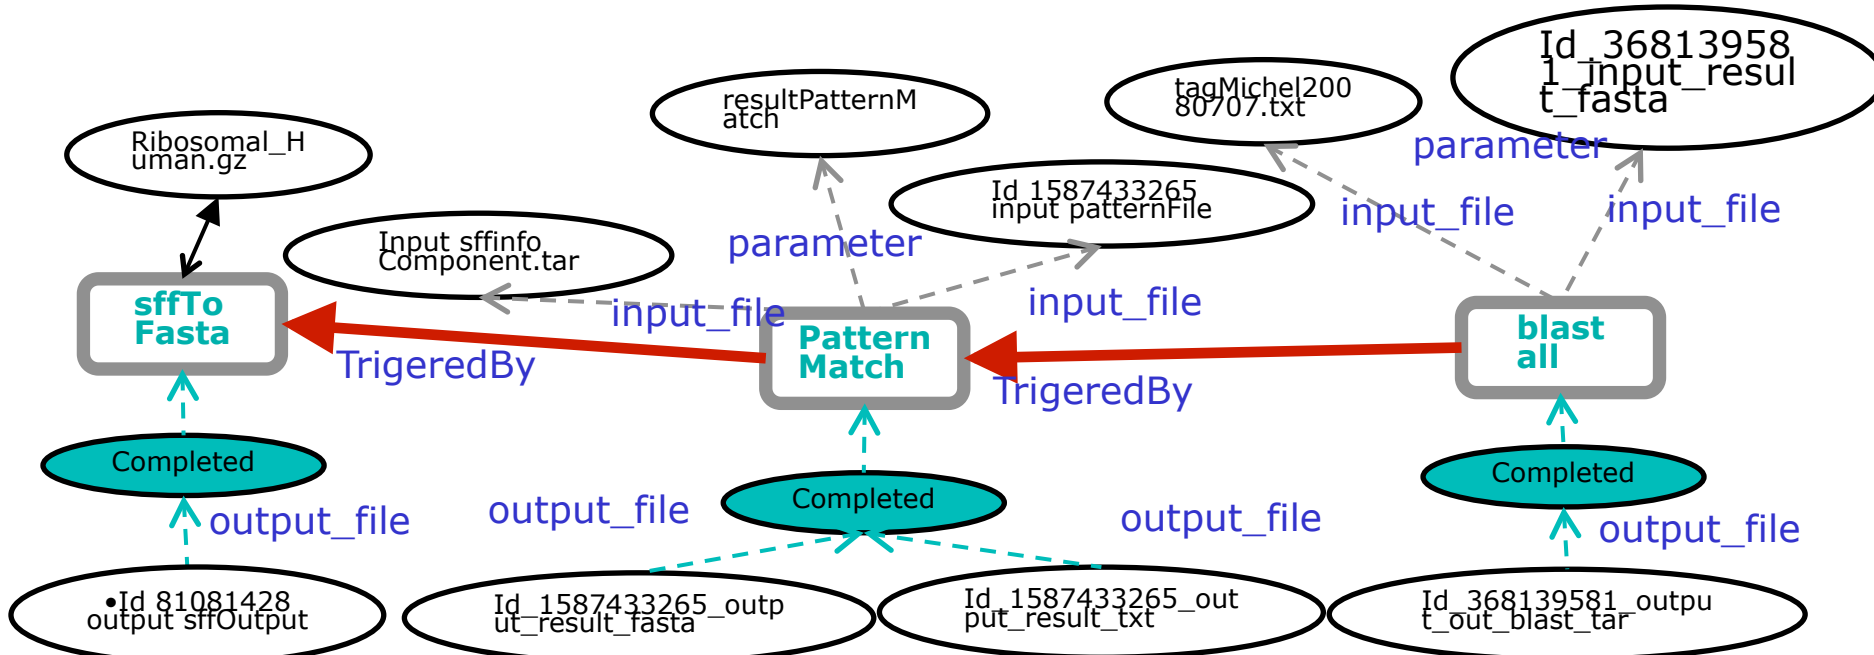 Id_36813958
1_input_resul
t_fasta
tagMichel200
80707.txt
resultPatternM
atch
Ribosomal_H
uman.gz
parameter
Id_1587433265
input patternFile
input_file
input_file
Input sffinfo
Component.tar
parameter
sffTo
Fasta
input_file
input_file
Pattern
Match
blast
all
TrigeredBy
TrigeredBy
Completed
Completed
Completed
output_file
output_file
output_file
output_file
•Id 81081428
output sffOutput
Id_1587433265_outp
ut_result_fasta
Id_1587433265_out
put_result_txt
Id_368139581_outpu
t_out_blast_tar